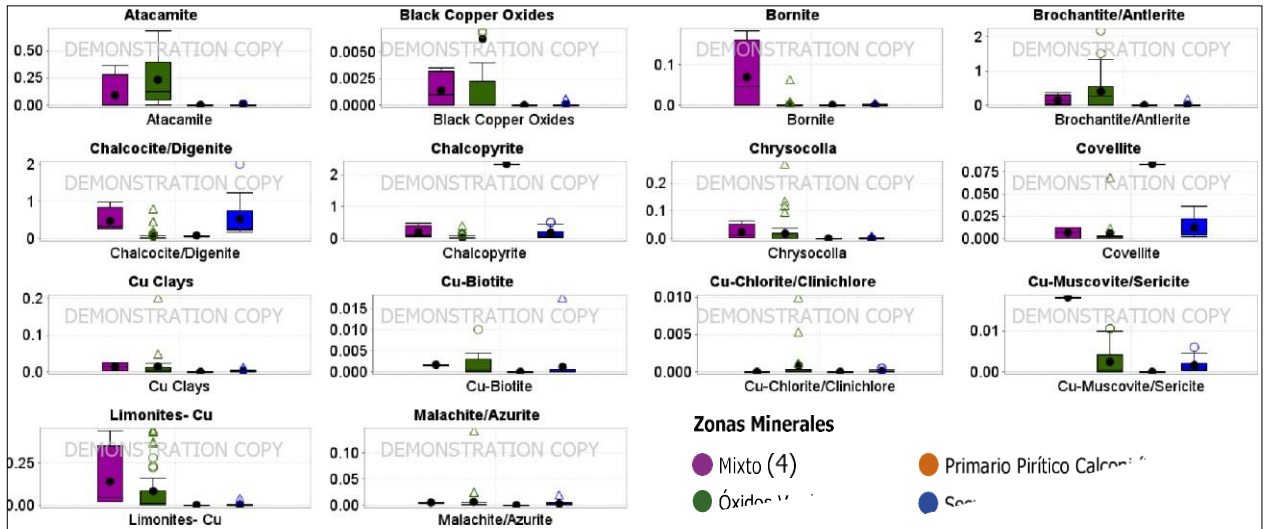 Atacamite
Black Copper Oxides
Bornite
Brochantite/Antlerite
DEMONSTRATION COPY
DEMONSTRATION COPY
DEMONSTRATION COPY
DEMONSTRATION COPY
0.50
0.25
0.00
0.0050
0.0025
0.0000
0.1
0.0
2
1
0
Atacamite
Black Copper Oxides
Bornite
Brochantite/Antlerite
Chalcocite/Digenite
Chalcopyrite
Chrysocolla
Covellite
DEMONSTRATION COPY
DEMONSTRATION COPY
DEMONSTRATION COPY
DEMONSTRATION COPY
2
1
0
2
1
0
0.2
0.1
0.0
0.075
0.050
0.025
0.000
Chalcocite/Digenite
Chalcopyrite
Chrysocolla
Covellite
Cu Clays
Cu-Biotite
Cu-Chlorite/Clinichlore
Cu-Muscovite/Sericite
DEMONSTRATION COPY
DEMONSTRATION COPY
DEMONSTRATION COPY
DEMONSTRATION COPY
0.2
0.1
0.0
0.015
0.010
0.005
0.000
0.010
0.005
0.000
0.01
0.00
Cu Clays
Cu-Biotite
Cu-Chlorite/Clinichlore
Cu-Muscovite/Sericite
Limonites- Cu
Malachite/Azurite
DEMONSTRATION COPY
DEMONSTRATION COPY
0.25
0.00
0.10
0.05
0.00
Limonites- Cu
Malachite/Azurite
Zonas Minerales
Mixto (4)
Primario Pirítico
Óxidos